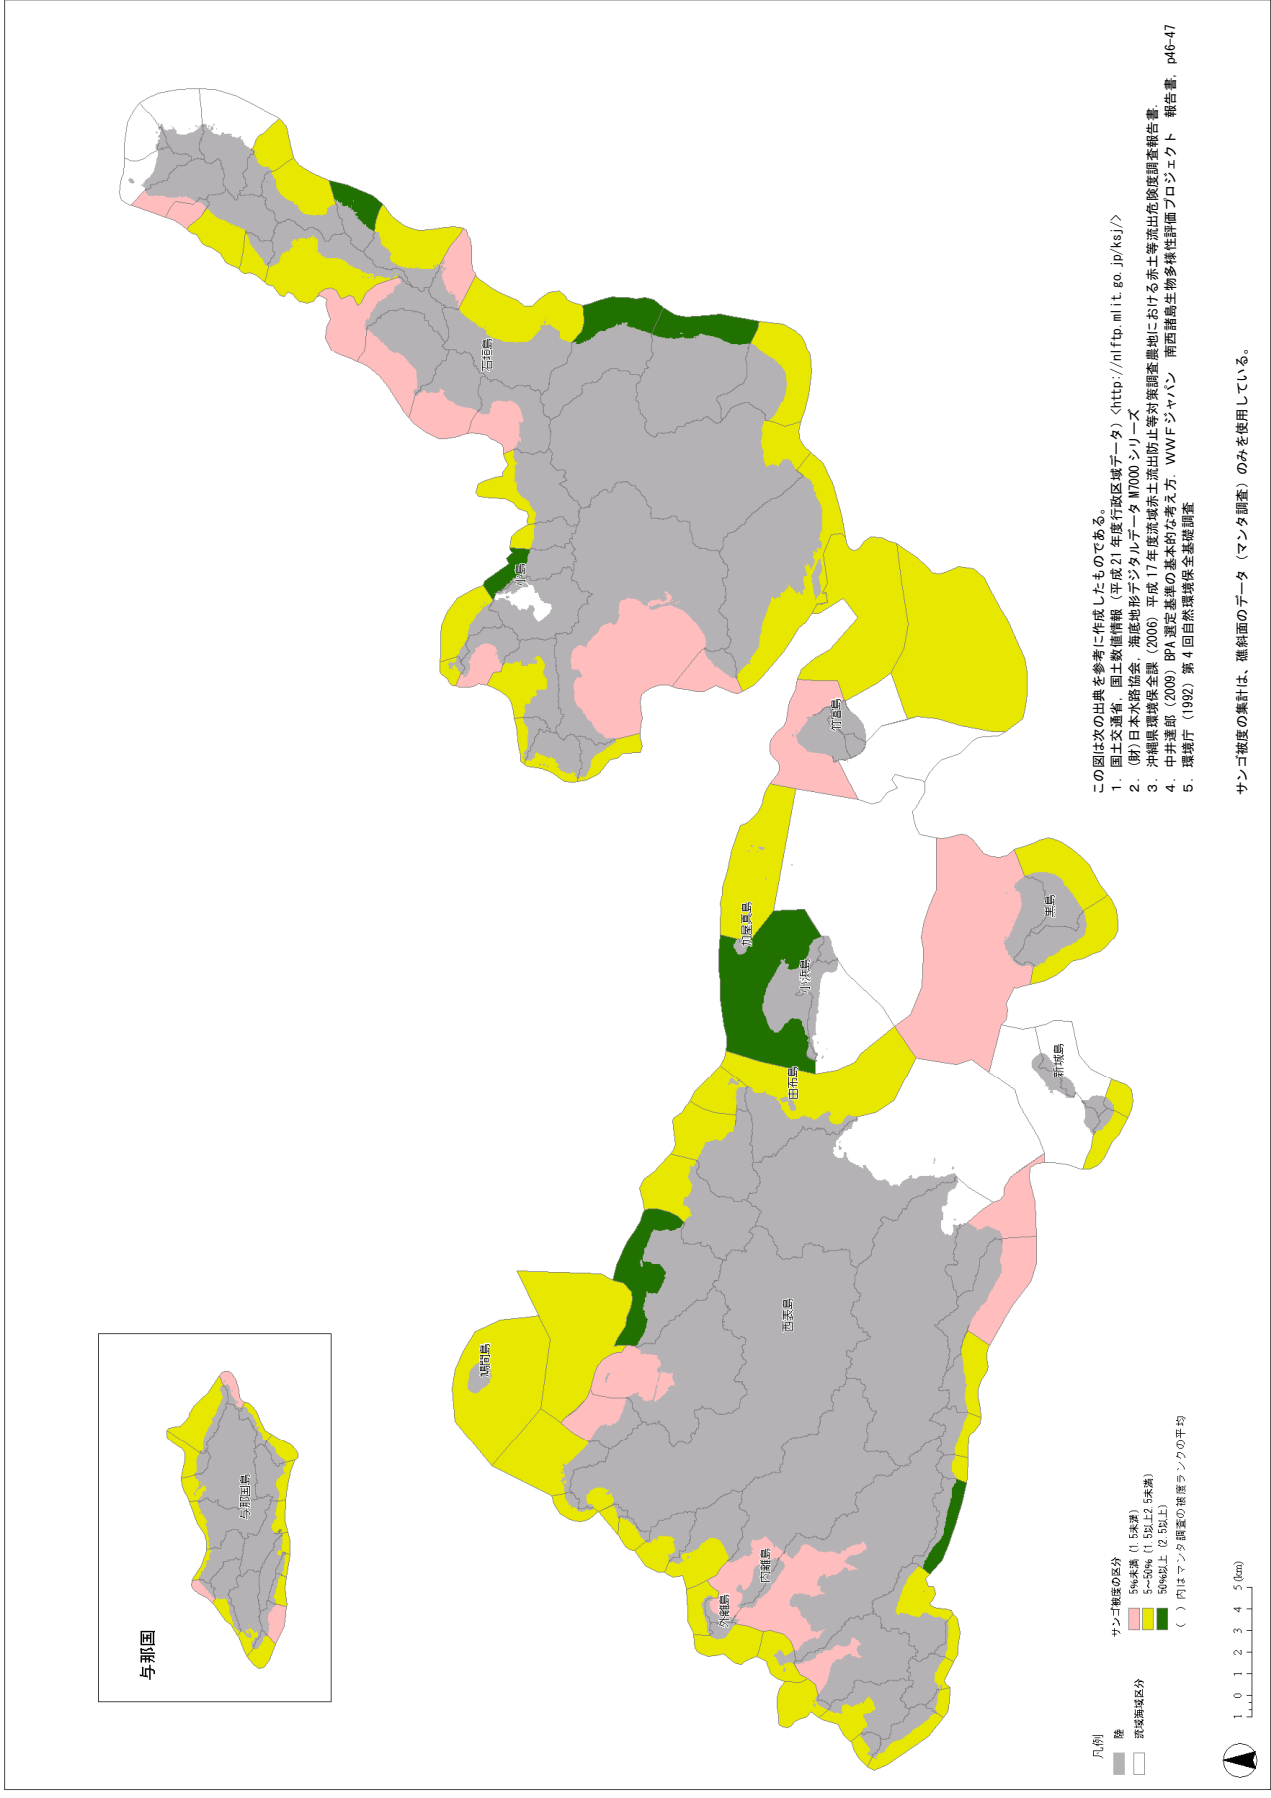 与那国
与那国島
石垣島
小島
竹富島
加屋真島
小浜島
黒島
新城島
由布島
鳩間島
西表島
内離島
外離島
この図は次の出典を参考に作成したものである。
1. 国土交通省, 国土数値情報 (平成21年度行政区域データ) <http://nlftp.mlit.go.jp/ksj/>
2. (財)日本水路協会, 海底地形デジタルデータ M7000シリーズ
3. 沖縄県環境保全課 (2006) 平成17年度流域赤土流出防止等対策調査農地における赤土等流出危険度調査報告書.
4. 中井達郎 (2009) BPA選定基準の基本的な考え方. WWFジャパン 南西諸島生物多様性評価プロジェクト 報告書, p46-47
5. 環境庁 (1992) 第4回自然環境保全基礎調査
サンゴ被度の集計は、礁斜面のデータ (マンタ調査) のみを使用している。
凡例
陸
流域海域区分
サンゴ被度の区分
5%未満 (1.5未満)
5~50% (1.5以上2.5未満)
50%以上 (2.5以上)
( ) 内はマンタ調査の被度ランクの平均
1 0 1 2 3 4 5 (km)